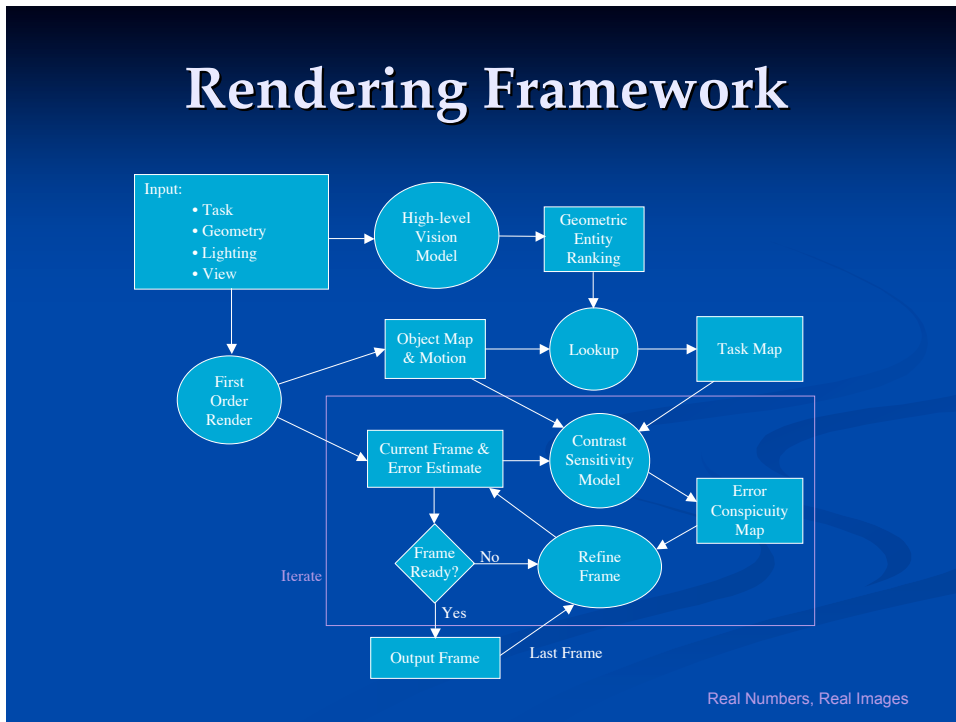 Rendering Framework
Input:
• Task
• Geometry
• Lighting
• View
High-level
Vision
Model
Geometric
Entity
Ranking
Object Map
& Motion
Lookup
Task Map
First
Order
Render
Current Frame &
Error Estimate
Contrast
Sensitivity
Model
Error
Conspicuity
Map
Frame
Ready?
No
Refine
Frame
Iterate
Yes
Output Frame
Last Frame
Real Numbers, Real Images